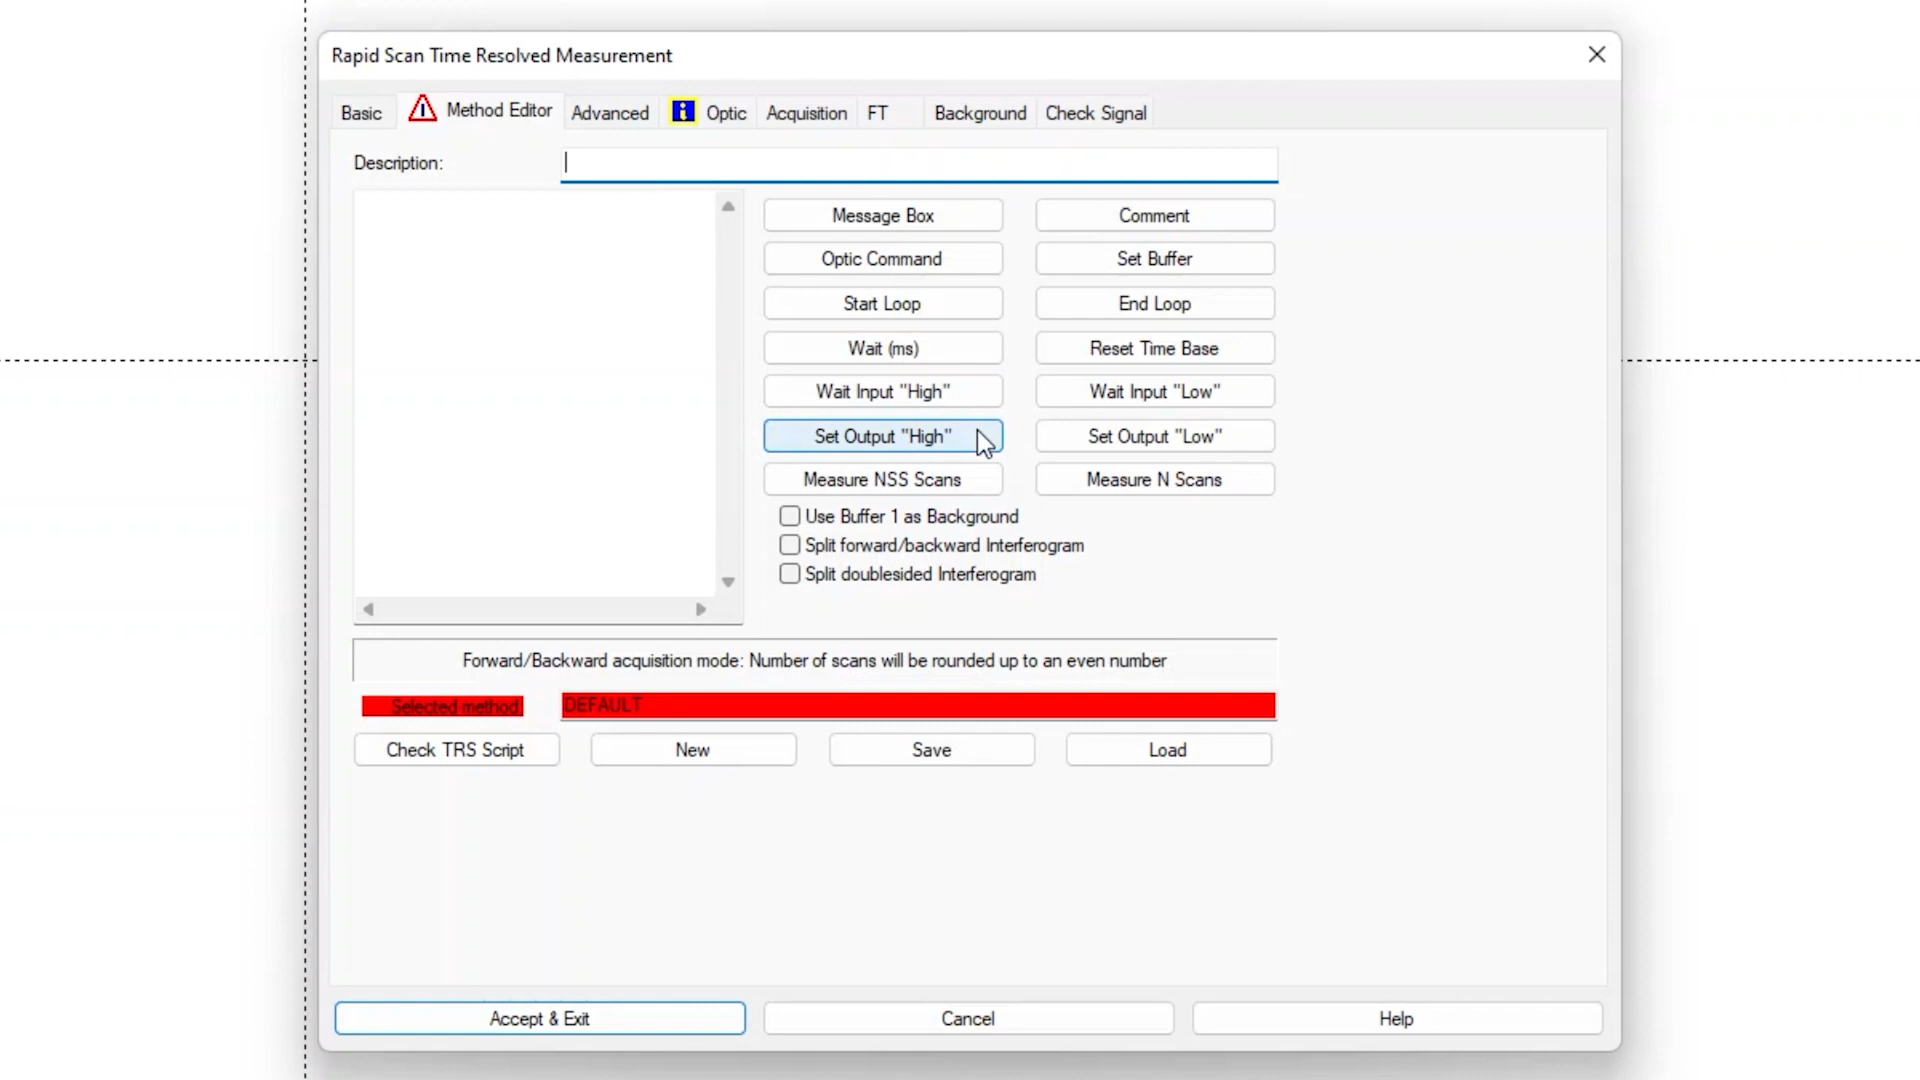 Rapid Scan Time Resolved Measurement
Basic Method Editor Advanced Optic Acquisition FT Background Check Signal
Description:
Message Box Comment
Optic Command Set Buffer
Start Loop End Loop
Wait (ms) Reset Time Base
Wait Input "High" Wait Input "Low"
Set Output "High" Set Output "Low"
Measure NSS Scans Measure N Scans
Use Buffer 1 as Background
Split forward/backward Interferogram
Split doublesided Interferogram
Forward/Backward acquisition mode: Number of scans will be rounded up to an even number
Selected method: DEFAULT
Check TRS Script New Save Load
Accept & Exit Cancel Help